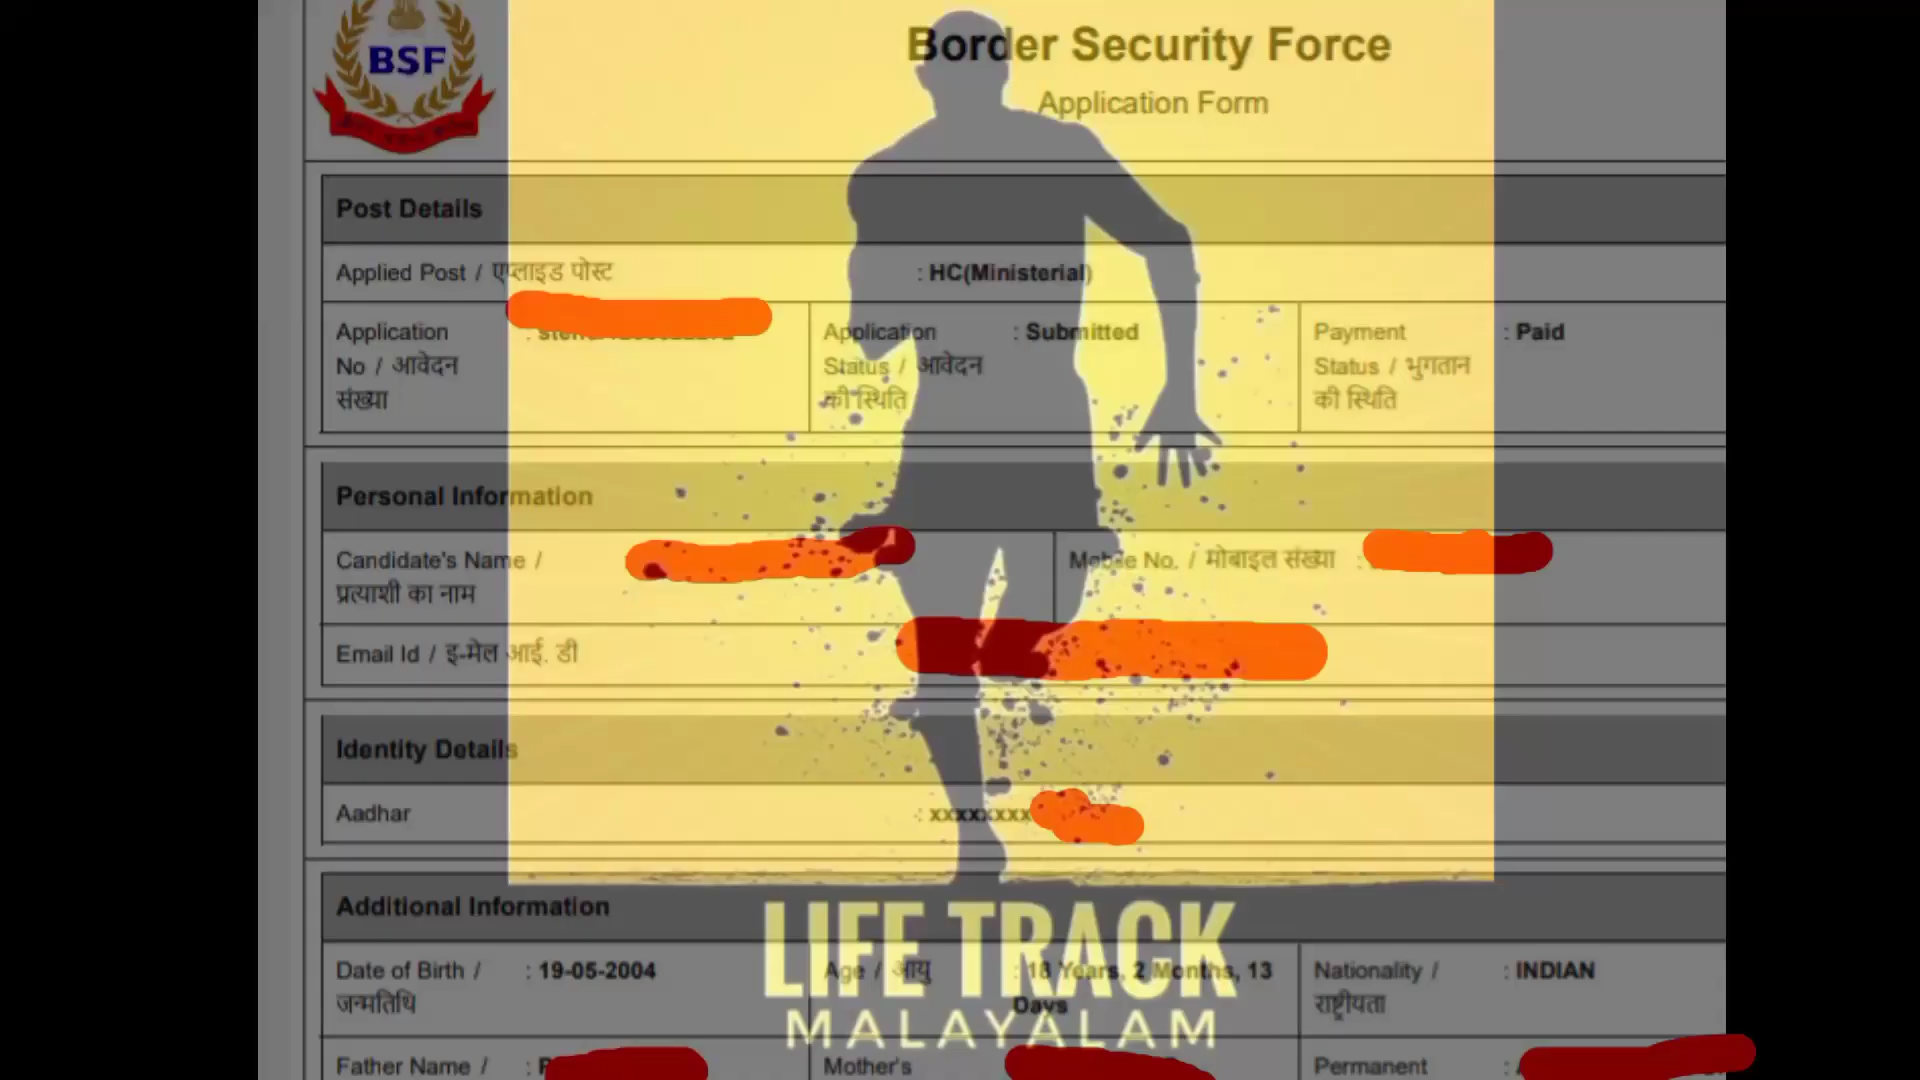 BSF
Border Security Force
Application Form
Post Details
Applied Post / एप्लाइड पोस्ट : HC(Ministerial)
Application No / आवेदन संख्या :
Application Status / आवेदन की स्थिति : Submitted
Payment Status / भुगतान की स्थिति : Paid
Personal Information
Candidate's Name / प्रत्याशी का नाम
Mobile No. / मोबाइल संख्या :
Email Id / इ-मेल आई. डी
Identity Details
Aadhar : xxxxxxxx
Additional Information
Date of Birth / जन्मतिथि : 19-05-2004
Age / आयु : 18 Years, 2 Months, 13 Days
Nationality / राष्ट्रीयता : INDIAN
LIFE TRACK
MALAYALAM
Father Name / :
Mother's
Permanent :